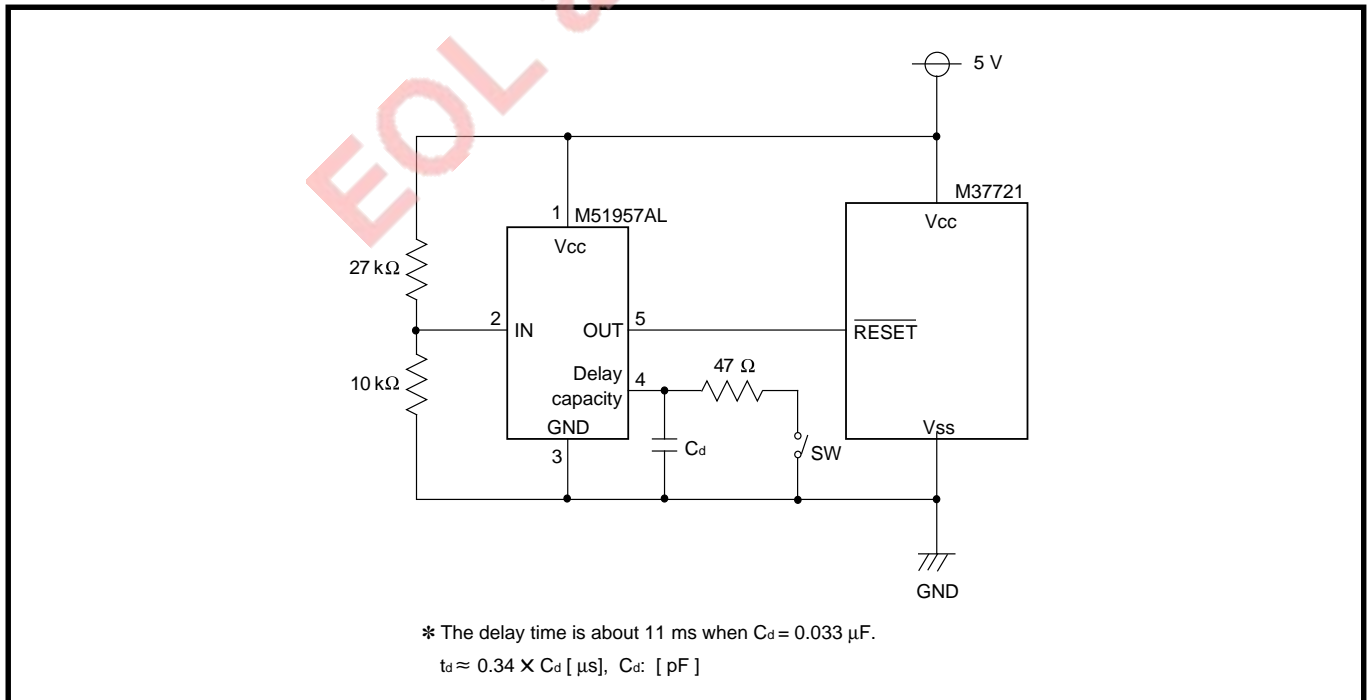 EOL
5 V
M37721
1 M51957AL
Vcc
Vcc
27 kΩ
2 IN
OUT 5
RESET
10 kΩ
Delay
capacity
4
47 Ω
GND
3
Cd
SW
Vss
GND
✻ The delay time is about 11 ms when Cd = 0.033 μF.
td ≈ 0.34 × Cd [ μs], Cd: [ pF ]